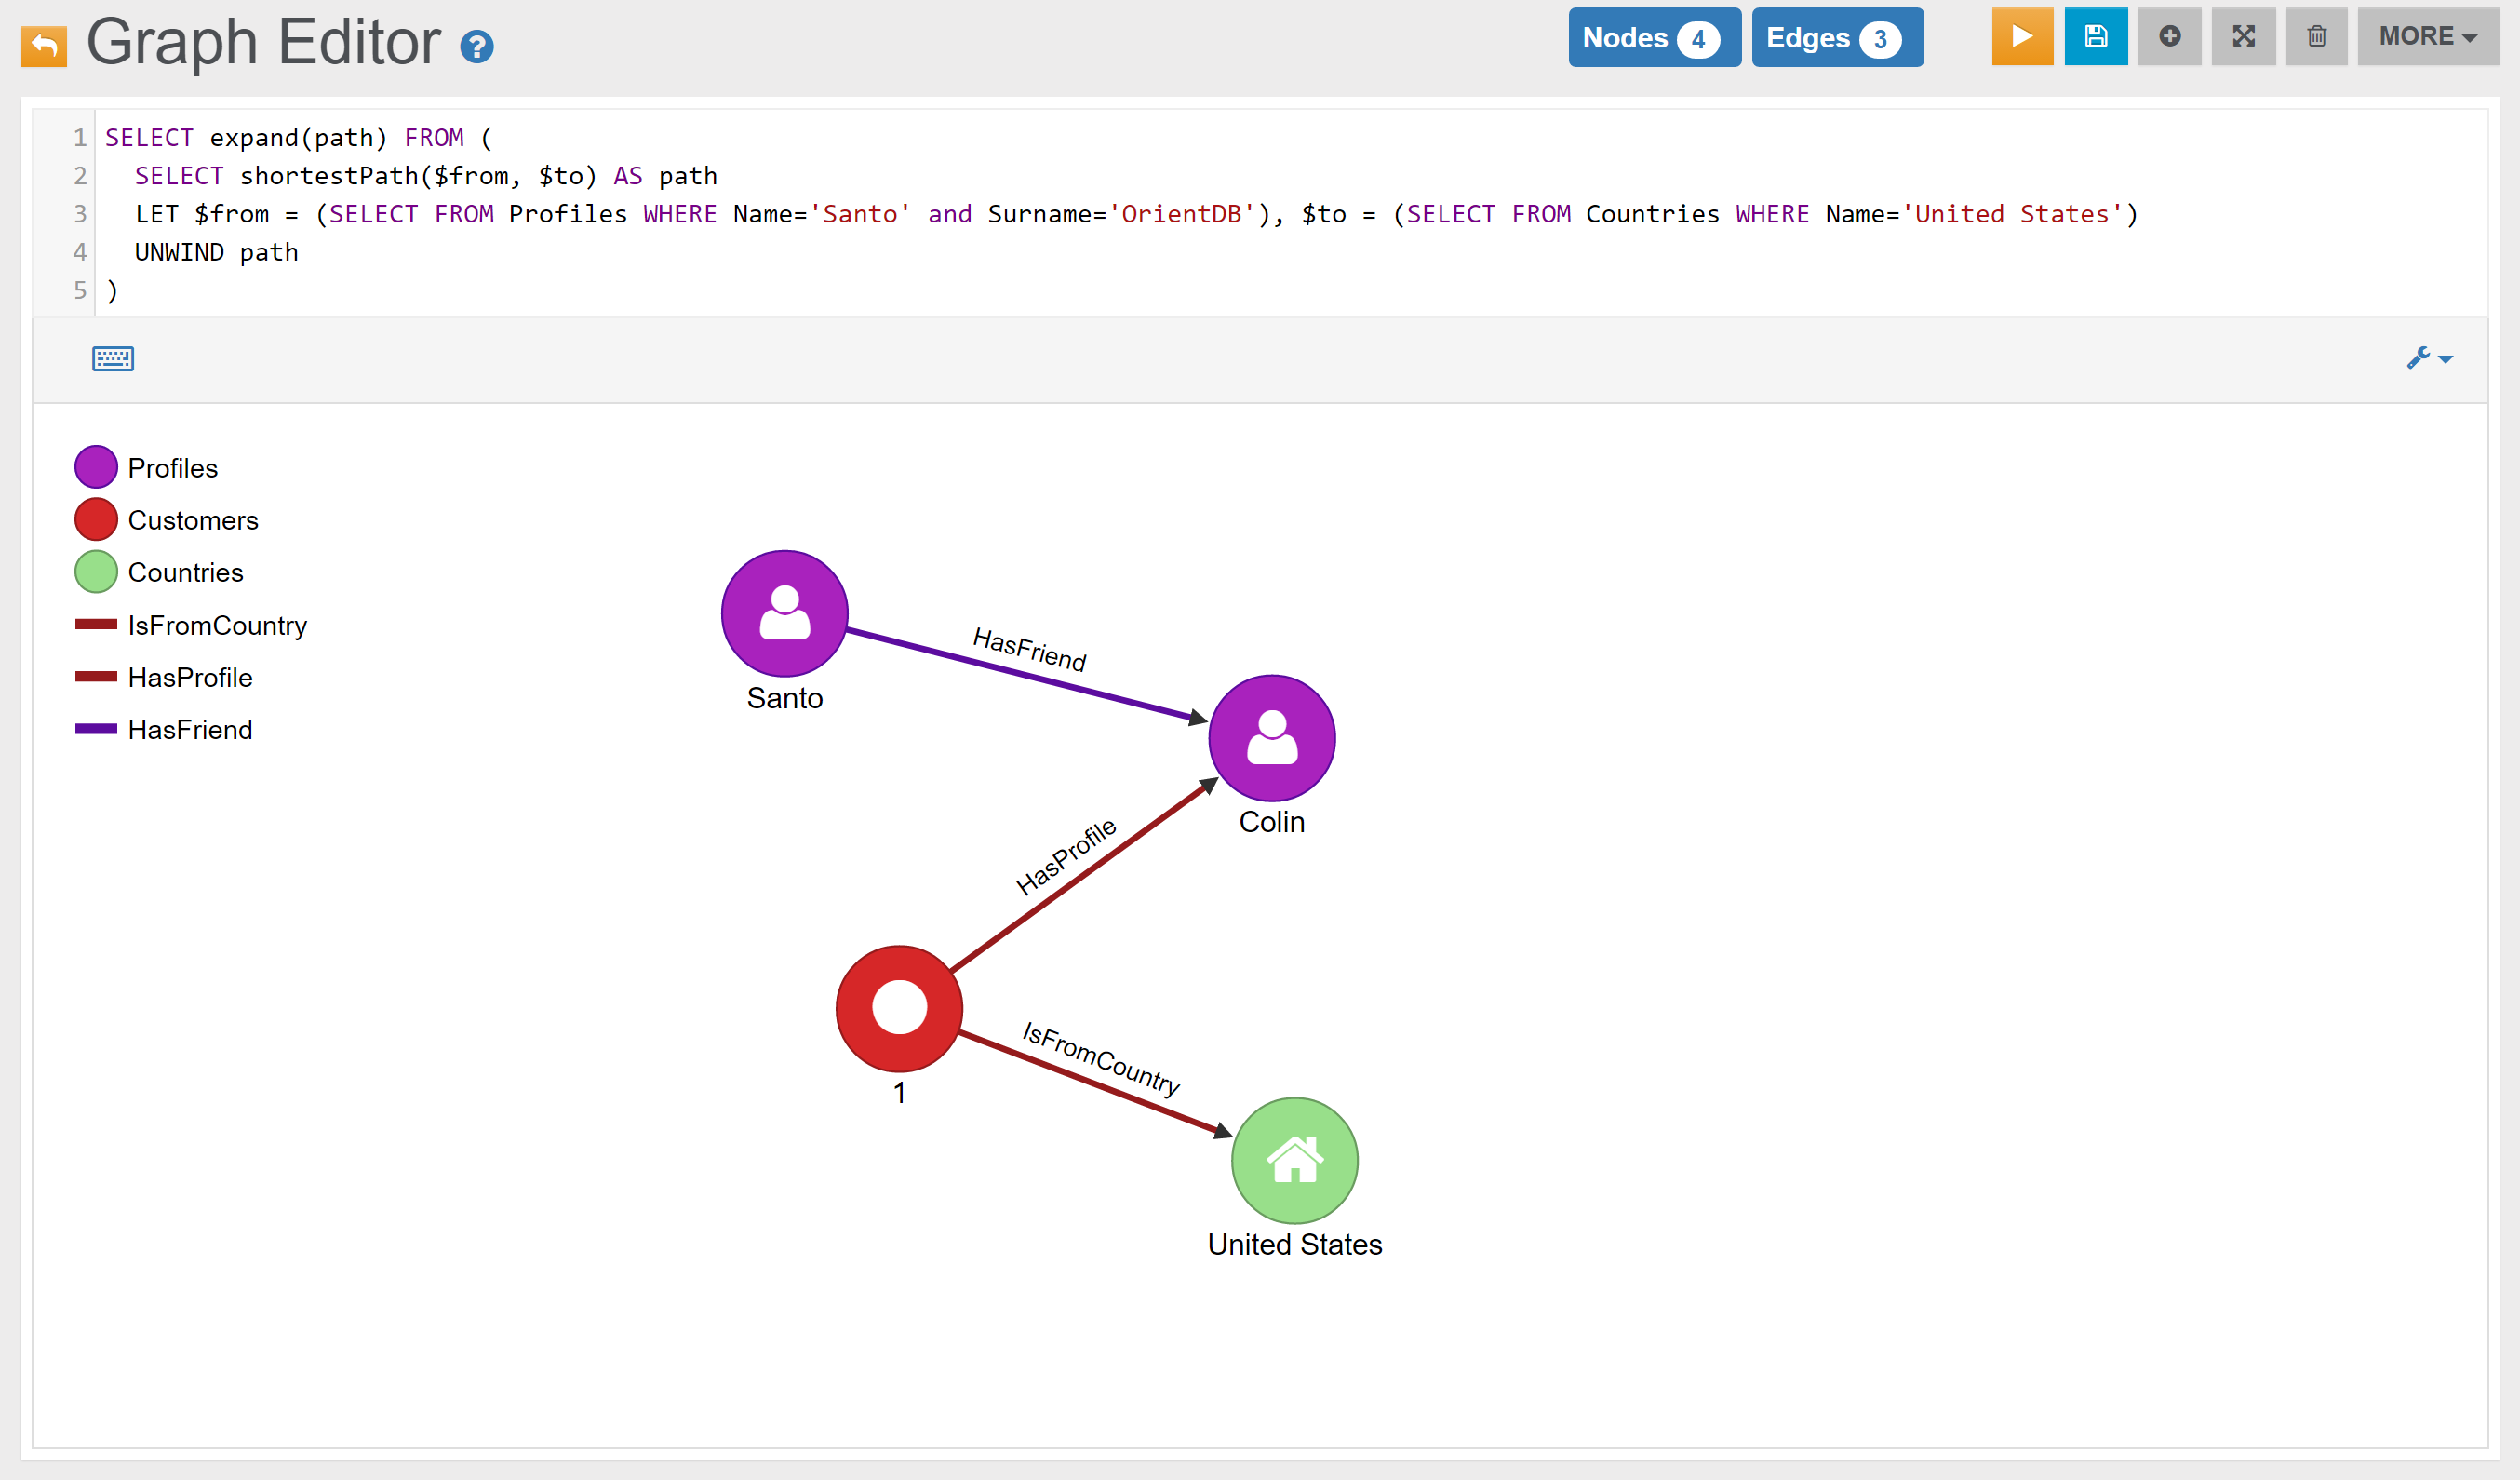 Graph Editor ?
Nodes 4 Edges 3 MORE
1 SELECT expand(path) FROM (
2 SELECT shortestPath($from, $to) AS path
3 LET $from = (SELECT FROM Profiles WHERE Name='Santo' and Surname='OrientDB'), $to = (SELECT FROM Countries WHERE Name='United States')
4 UNWIND path
5 )
Profiles
Customers
Countries
IsFromCountry
HasProfile
HasFriend
HasFriend
Santo
Colin
HasProfile
IsFromCountry
1
United States